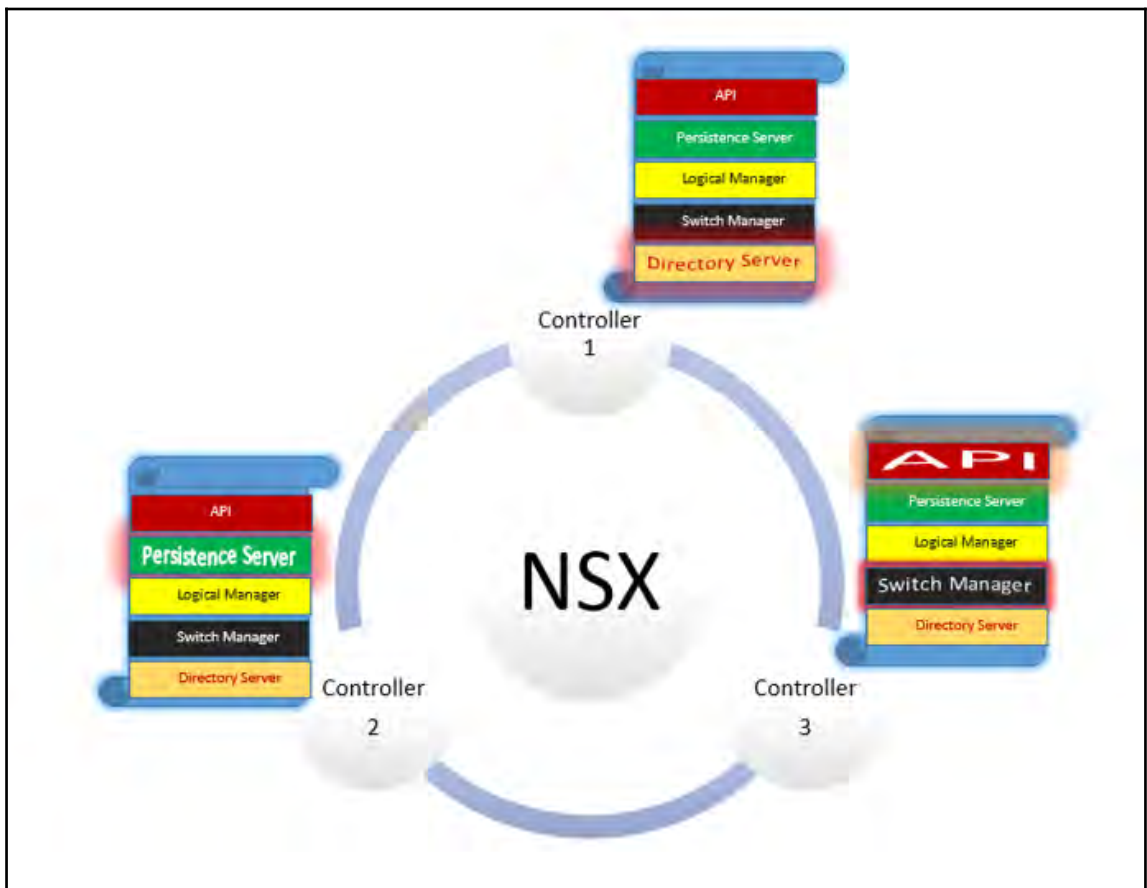 API
Persistence Server
Logical Manager
Switch Manager
Directory Server
Controller
1
API
Persistence Server
Logical Manager
Switch Manager
Directory Server
Controller
2
NSX
API
Persistence Server
Logical Manager
Switch Manager
Directory Server
Controller
3